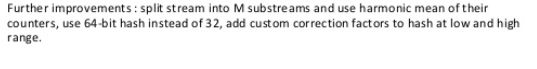 Further improvements: split stream into M substreams and use harmonic mean of their
counters, use 64-bit hash instead of 32, add custom correction factors to hash at low and high
range.